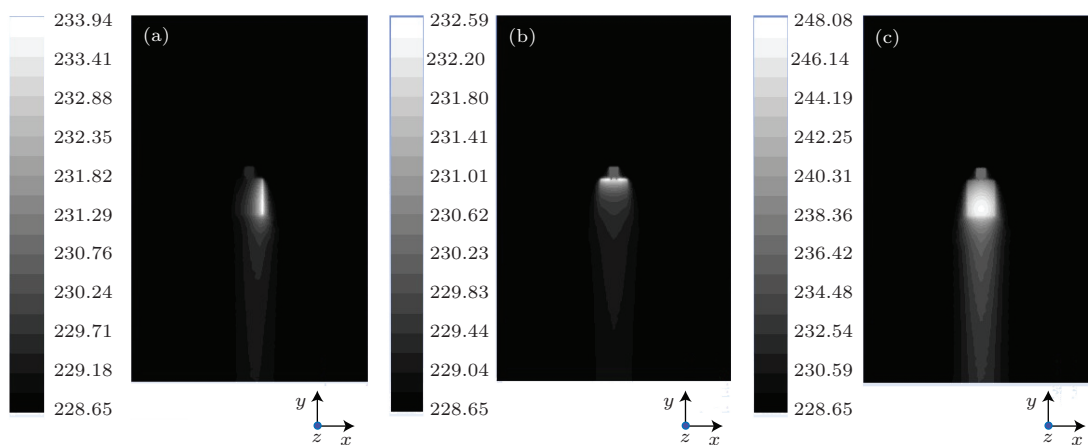 233.94
233.41
232.88
232.35
231.82
231.29
230.76
230.24
229.71
229.18
228.65
(a)
y
z
x
232.59
232.20
231.80
231.41
231.01
230.62
230.23
229.83
229.44
229.04
228.65
(b)
y
z
x
248.08
246.14
244.19
242.25
240.31
238.36
236.42
234.48
232.54
230.59
228.65
(c)
y
z
x